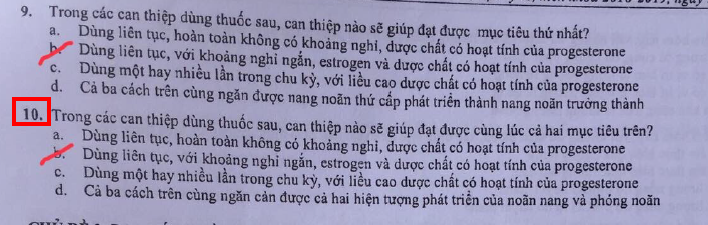 9. Trong các can thiệp dùng thuốc sau, can thiệp nào sẽ giúp đạt được mục tiêu thứ nhất?
a. Dùng liên tục, hoàn toàn không có khoảng nghỉ, dược chất có hoạt tính của progesterone
b. Dùng liên tục, với khoảng nghỉ ngắn, estrogen và dược chất có hoạt tính của progesterone
c. Dùng một hay nhiều lần trong chu kỳ, với liều cao dược chất có hoạt tính của progesterone
d. Cả ba cách trên cùng ngăn được nang noãn thứ cấp phát triển thành nang noãn trưởng thành
10. Trong các can thiệp dùng thuốc sau, can thiệp nào sẽ giúp đạt được cùng lúc cả hai mục tiêu trên?
a. Dùng liên tục, hoàn toàn không có khoảng nghỉ, dược chất có hoạt tính của progesterone
b. Dùng liên tục, với khoảng nghỉ ngắn, estrogen và dược chất có hoạt tính của progesterone
c. Dùng một hay nhiều lần trong chu kỳ, với liều cao dược chất có hoạt tính của progesterone
d. Cả ba cách trên cùng ngăn cản được cả hai hiện tượng phát triển của noãn nang và phóng noãn